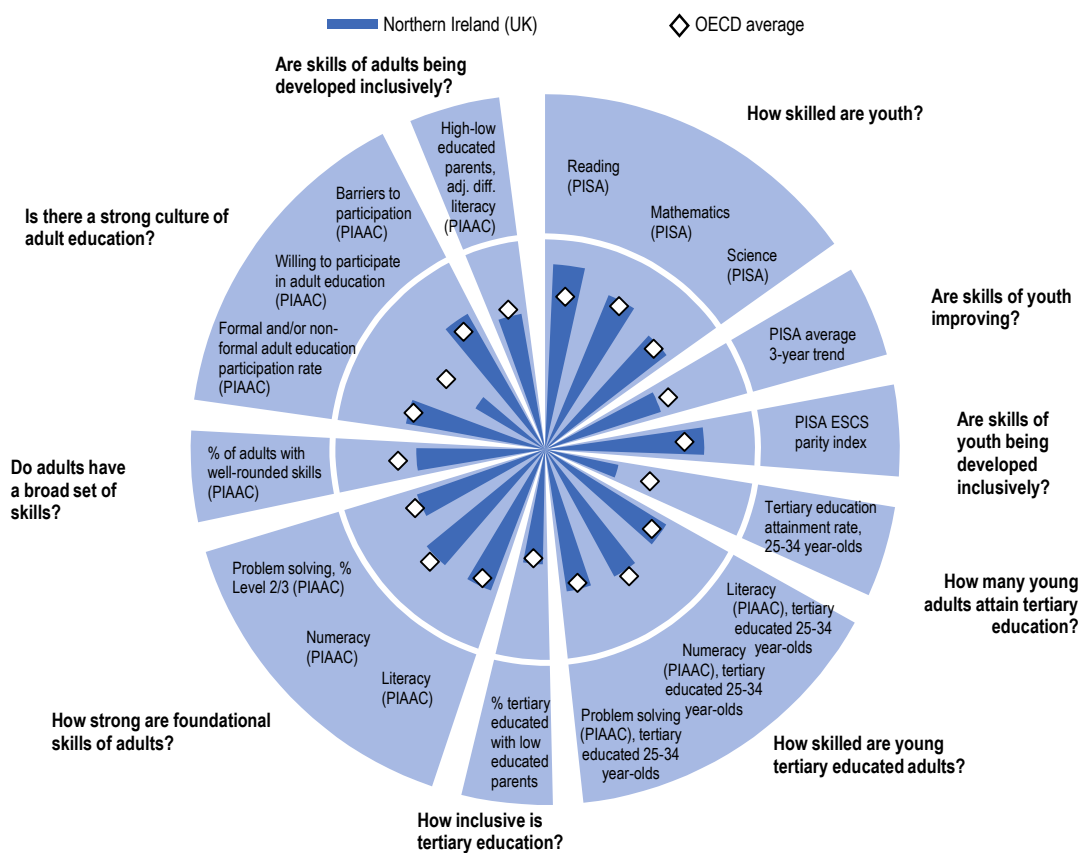 Northern Ireland (UK)
OECD average
Are skills of adults being
developed inclusively?
How skilled are youth?
High-low
educated
parents,
adj. diff.
literacy
(PIAAC)
Reading
(PISA)
Mathematics
(PISA)
Science
(PISA)
Is there a strong culture of
adult education?
Barriers to
participation
(PIAAC)
Willing to participate
in adult education
(PIAAC)
Formal and/or non-
formal adult education
participation rate
(PIAAC)
Are skills of youth
improving?
PISA average
3-year trend
PISA ESCS
parity index
Are skills of
youth being
developed
inclusively?
Do adults have
a broad set of
skills?
% of adults with
well-rounded skills
(PIAAC)
Tertiary education
attainment rate,
25-34 year-olds
How many young
adults attain tertiary
education?
Problem solving, %
Level 2/3 (PIAAC)
Numeracy
(PIAAC)
Literacy
(PIAAC)
How strong are foundational
skills of adults?
% tertiary
educated
with low
educated
parents
How inclusive is
tertiary education?
Literacy
(PIAAC), tertiary
educated 25-34
year-olds
Numeracy
(PIAAC), tertiary
educated 25-34
year-olds
Problem solving
(PIAAC), tertiary
educated 25-34
year-olds
How skilled are young
tertiary educated adults?